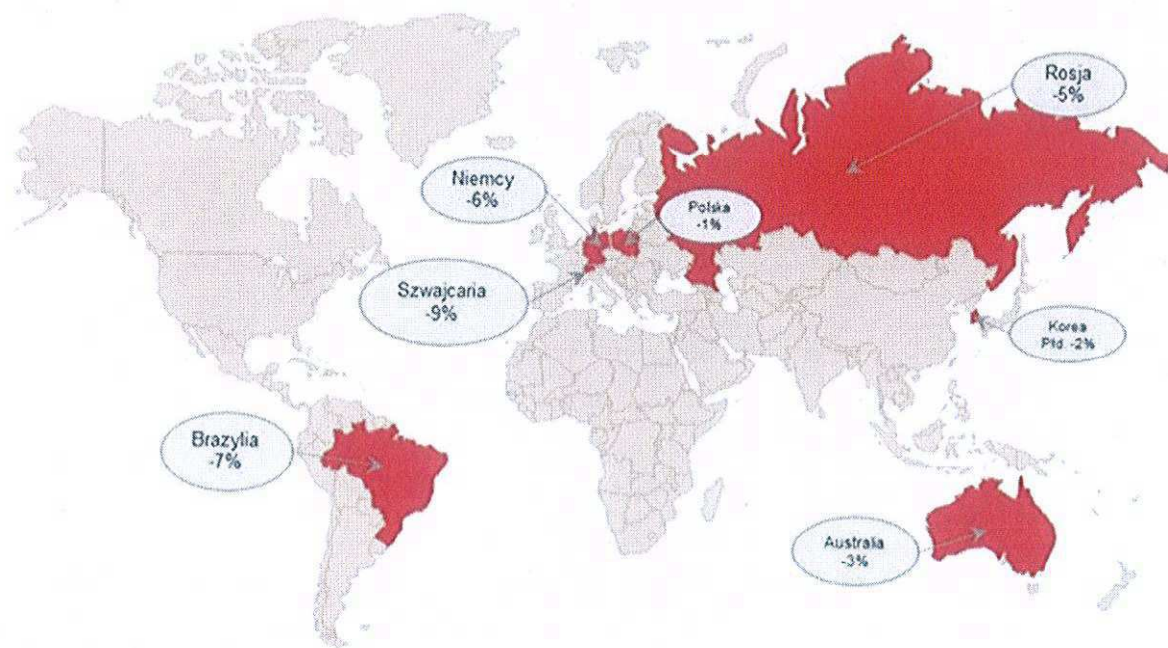 Rosja
-5%
Niemcy
-6%
Polska
-1%
Szwajcaria
-9%
Korea
Płd. -2%
Brazylia
-7%
Australia
-3%